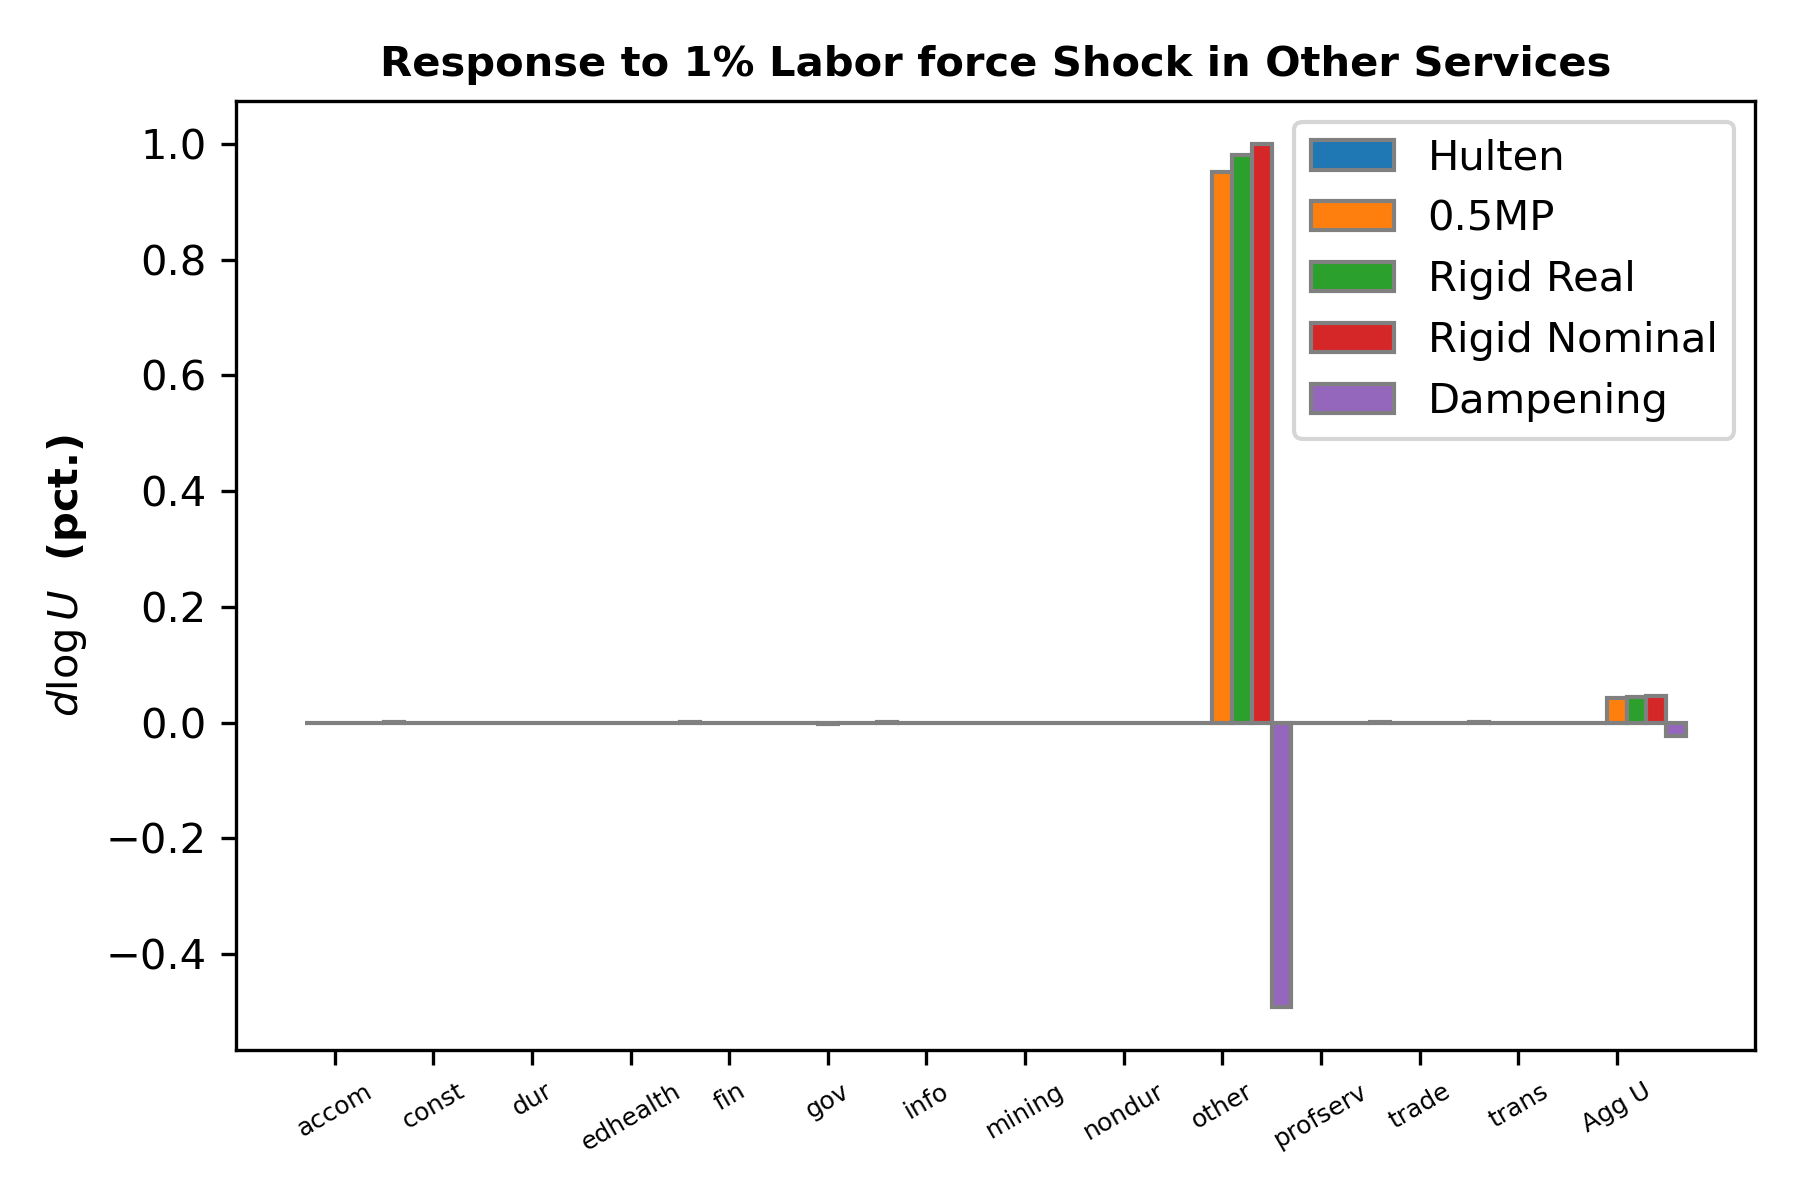 Response to 1% Labor force Shock in Other Services
dlog U (pct.)
1.0
0.8
0.6
0.4
0.2
0.0
−0.2
−0.4
Hulten
0.5MP
Rigid Real
Rigid Nominal
Dampening
accom const dur edhealth fin gov info mining nondur other profserv trade trans Agg U